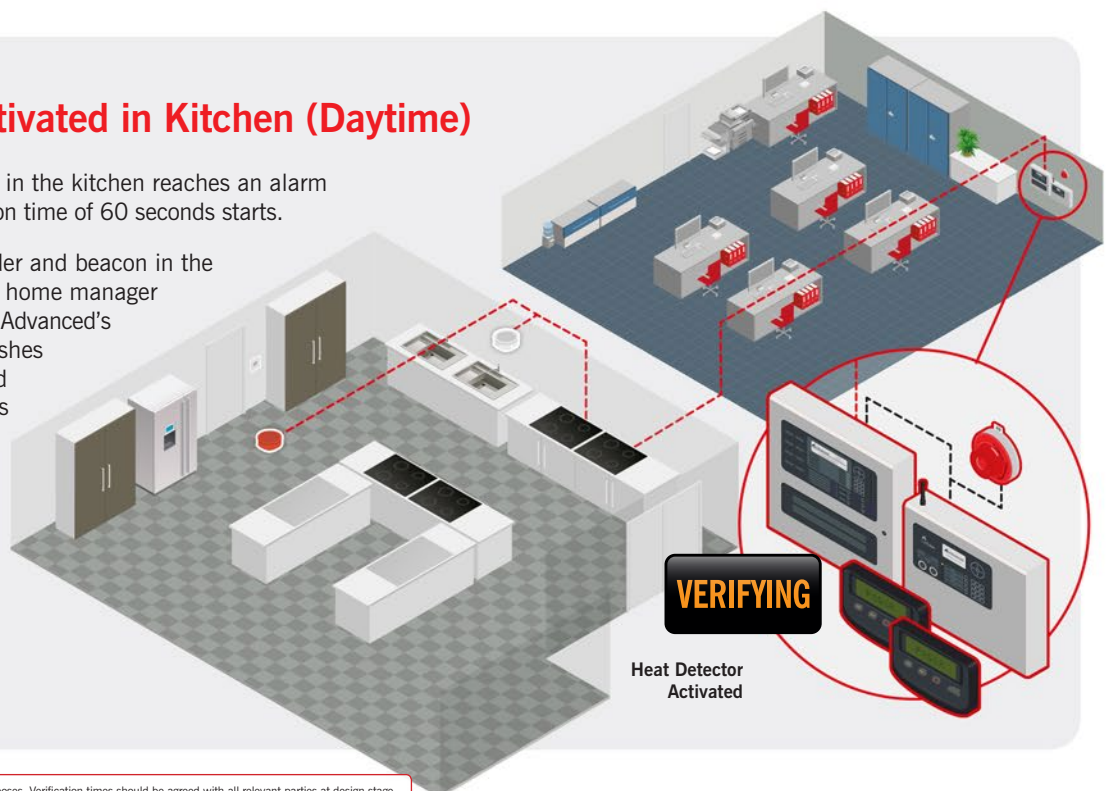 tivated in Kitchen (Daytime)
in the kitchen reaches an alarm
on time of 60 seconds starts.
der and beacon in the
home manager
Advanced's
shes
d
s
VERIFYING
Heat Detector
Activated
oses. Verification times should be agreed with all relevant parties at design stage